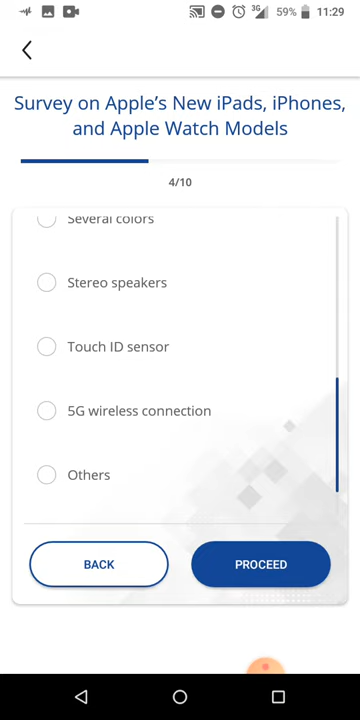 3G 59% 11:29
Survey on Apple's New iPads, iPhones,
and Apple Watch Models
4/10
Several colors
Stereo speakers
Touch ID sensor
5G wireless connection
Others
BACK PROCEED